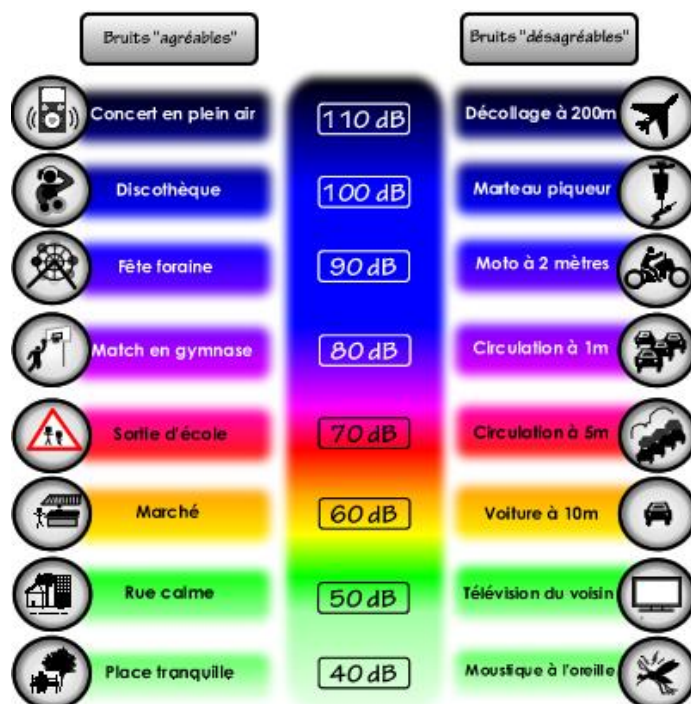 Bruits "agréables"
Bruits "désagréables"
Concert en plein air
110 dB
Décollage à 200m
Discothèque
100 dB
Marteau piqueur
Fête foraine
90 dB
Moto à 2 mètres
Match en gymnase
80 dB
Circulation à 1m
Sortie d'école
70 dB
Circulation à 5m
Marché
60 dB
Voiture à 10m
Rue calme
50 dB
Télévision du voisin
Place tranquille
40 dB
Moustique à l'oreille